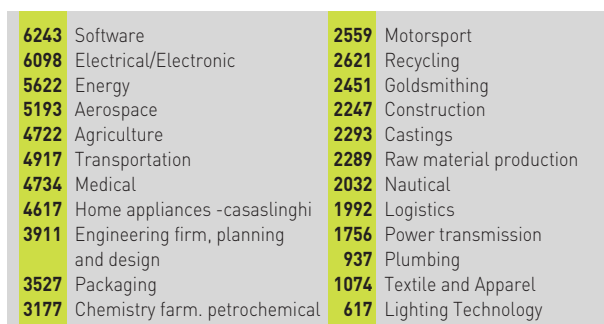 6243 Software
6098 Electrical/Electronic
5622 Energy
5193 Aerospace
4722 Agriculture
4917 Transportation
4734 Medical
4617 Home appliances -casaslinghi
3911 Engineering firm, planning
and design
3527 Packaging
3177 Chemistry farm. petrochemical
2559 Motorsport
2621 Recycling
2451 Goldsmithing
2247 Construction
2293 Castings
2289 Raw material production
2032 Nautical
1992 Logistics
1756 Power transmission
937 Plumbing
1074 Textile and Apparel
617 Lighting Technology